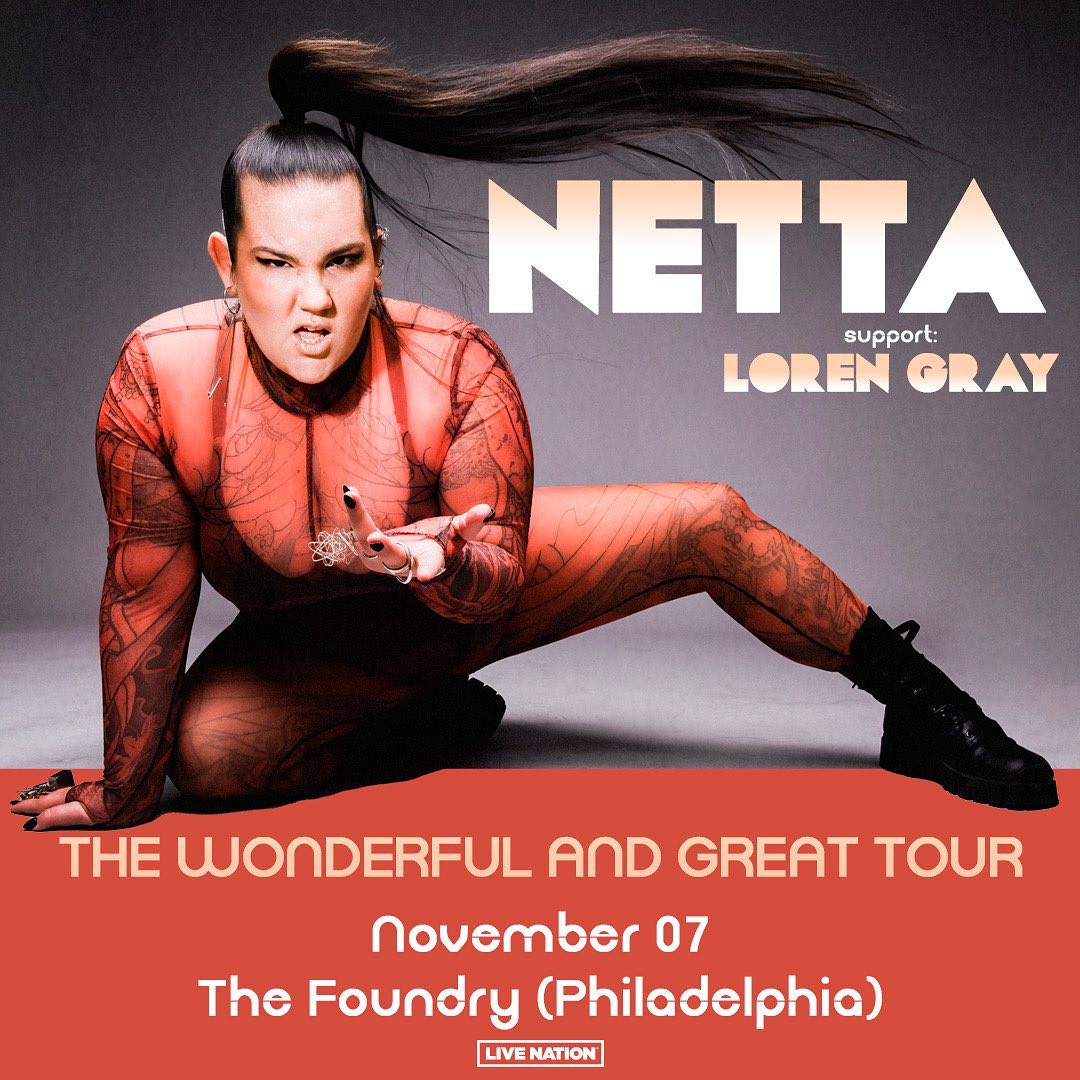 NETTA
support:
LOREN GRAY
THE WONDERFUL AND GREAT TOUR
November 07
The Foundry (Philadelphia)
LIVE NATION